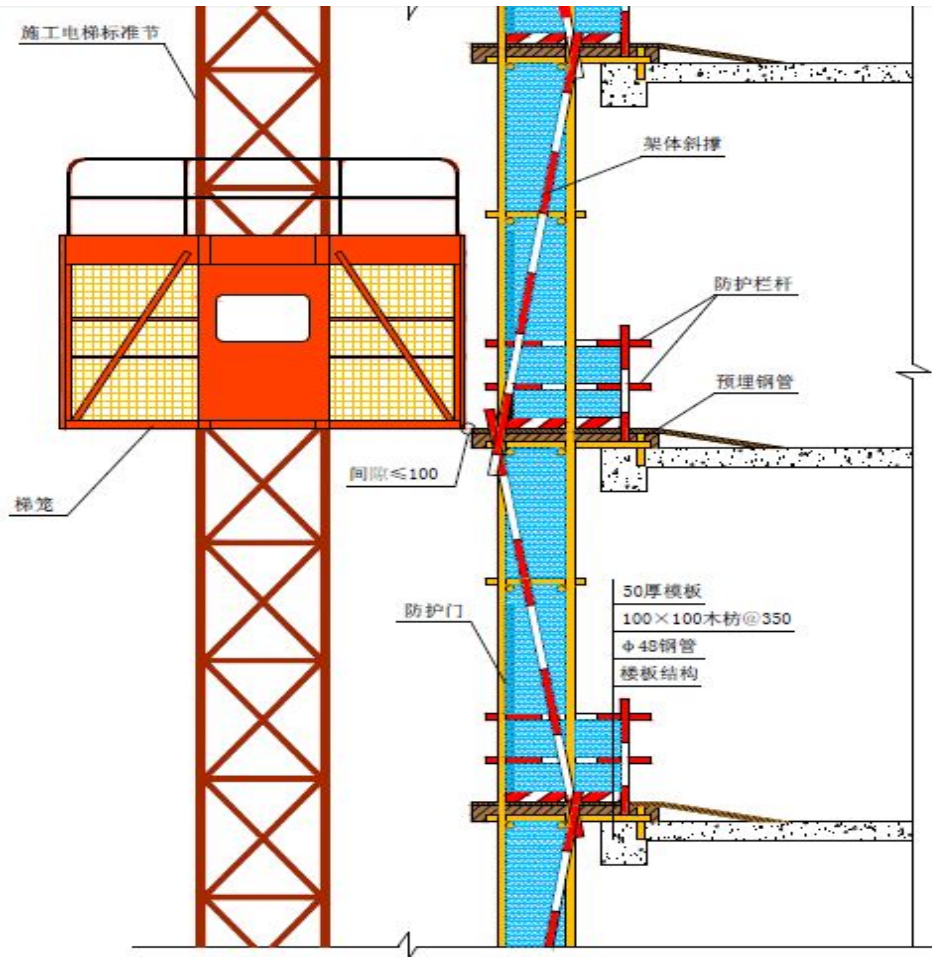 施工电梯标准节
架体斜撑
防护栏杆
预埋钢管
间隙≤100
梯笼
防护门
50厚模板
100×100木枋@350
Φ48钢管
楼板结构